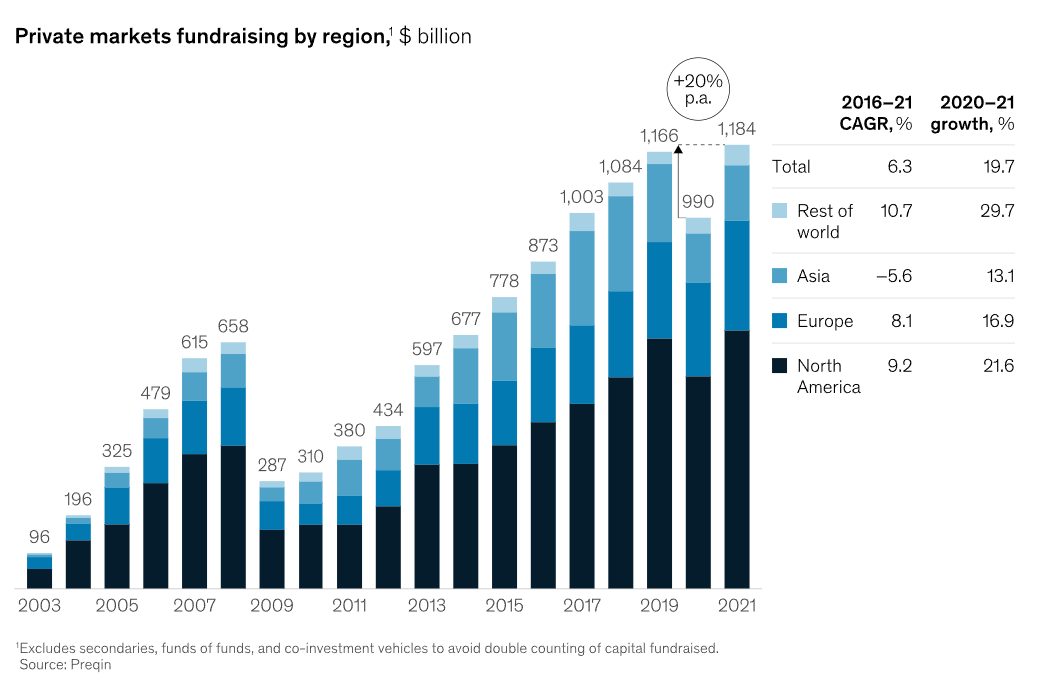 Private markets fundraising by region,¹ $ billion
+20%
p.a.
96
196
325
479
615
658
287
310
380
434
597
677
778
873
1,003
1,084
1,166
990
1,184
2003
2005
2007
2009
2011
2013
2015
2017
2019
2021
2016–21 2020–21
CAGR, % growth, %
Total 6.3 19.7
Rest of 10.7 29.7
world
Asia –5.6 13.1
Europe 8.1 16.9
North 9.2 21.6
America
¹Excludes secondaries, funds of funds, and co-investment vehicles to avoid double counting of capital fundraised.
Source: Preqin